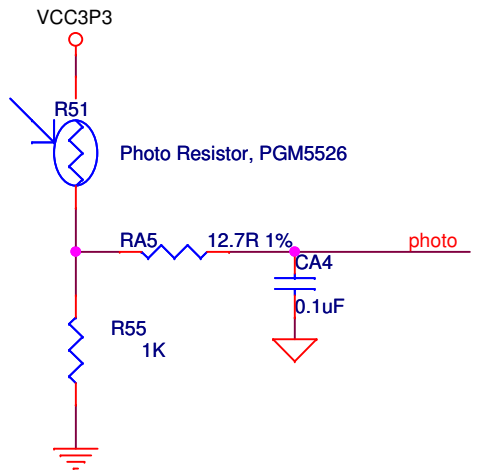 VCC3P3
R51
Photo Resistor, PGM5526
RA5
12.7R 1%
photo
CA4
0.1uF
R55
1K